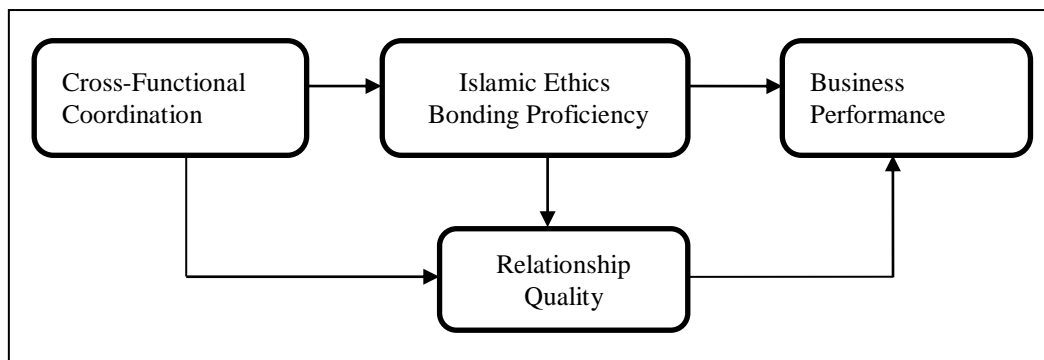 Cross-Functional
Coordination
Islamic Ethics
Bonding Proficiency
Business
Performance
Relationship
Quality